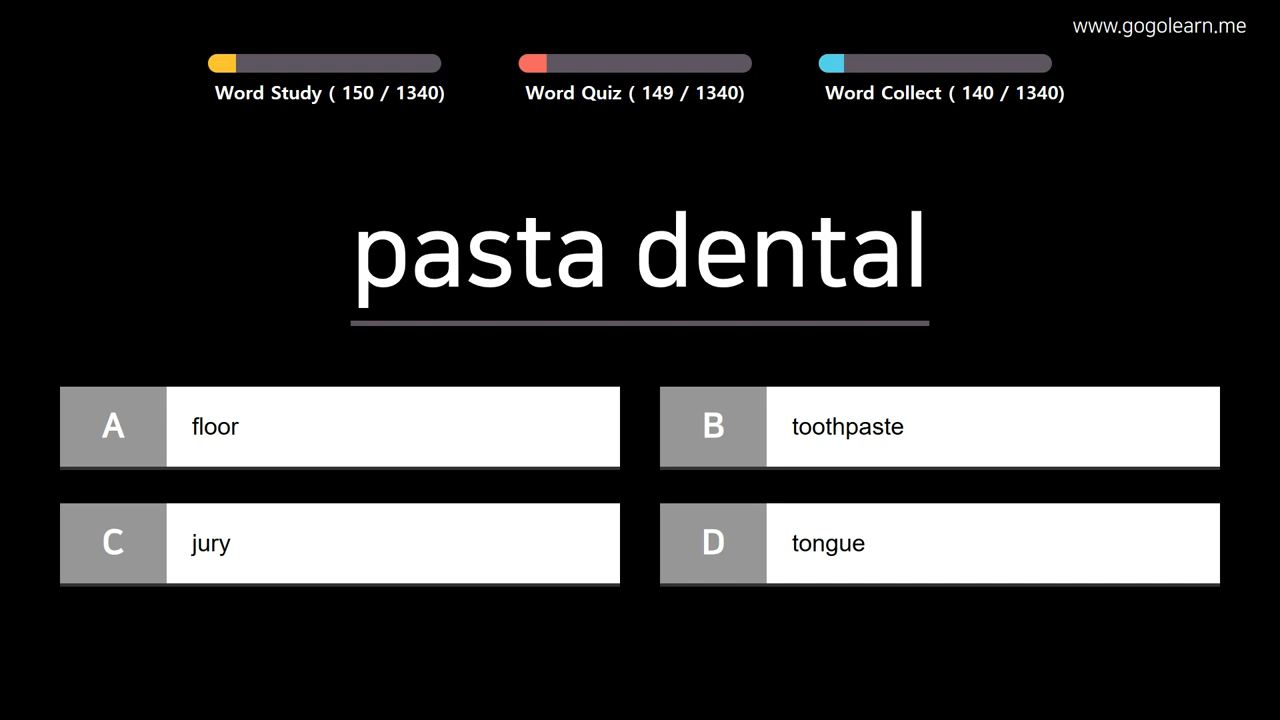 www.gogolearn.me
Word Study ( 150 / 1340)
Word Quiz ( 149 / 1340)
Word Collect ( 140 / 1340)
pasta dental
A floor
B toothpaste
C jury
D tongue